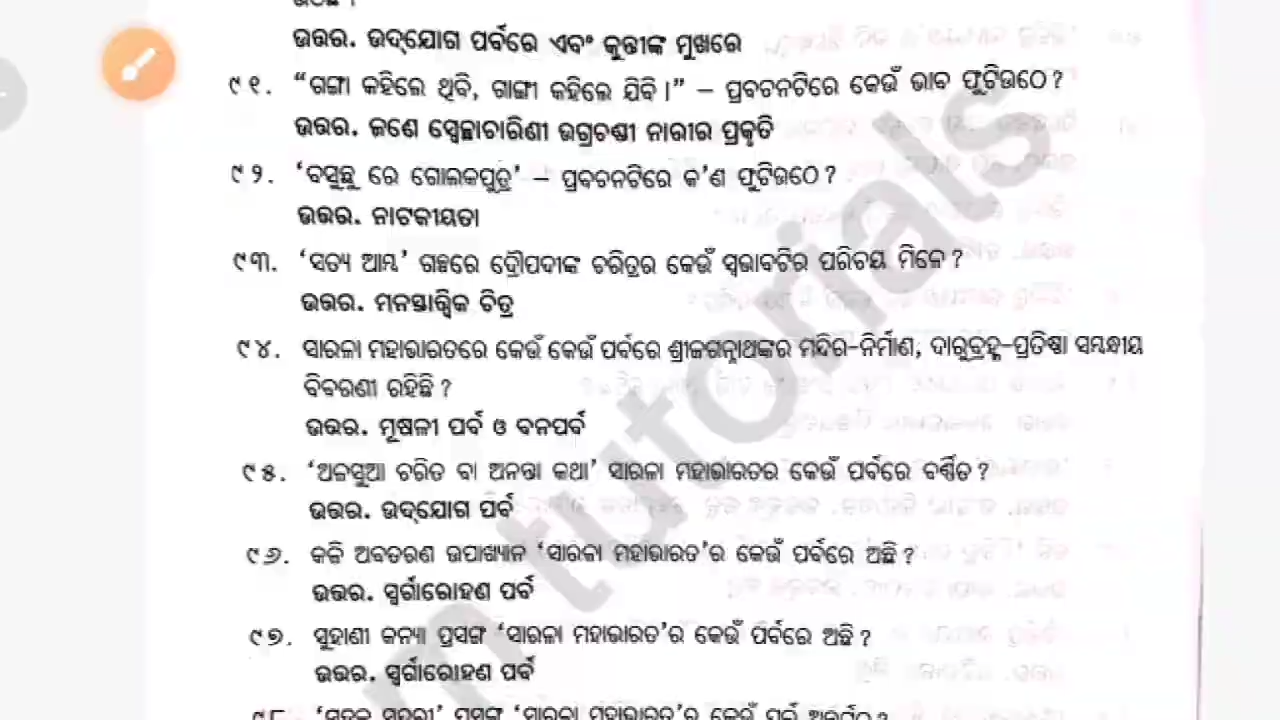 ଉତ୍ତର. ଉଦ୍‌ଯୋଗ ପର୍ବରେ ଏବଂ କୁନ୍ତୀଙ୍କ ମୁଖରେ
୯୧. “ଗଙ୍ଗୀ କହିଲେ ଥିବି, ଗାଙ୍ଗୀ କହିଲେ ଯିବି।” – ପ୍ରବଚନଟିରେ କେଉଁ ଭାବ ଫୁଟିଉଠେ?
ଉତ୍ତର. ଜଣେ ସ୍ୱେଚ୍ଛାଚାରିଣୀ ଉଗ୍ରଚଣ୍ଡୀ ନାରୀର ପ୍ରକୃତି
୯୨. ‘ବସୁଛୁ ରେ ଗୋଇକପୁତ୍ର’ – ପ୍ରବଚନଟିରେ କ’ଣ ଫୁଟିଉଠେ?
ଉତ୍ତର. ନାଟକୀୟତା
୯୩. ‘ସତ୍ୟ ଆମ୍ଭ’ ଗଳ୍ପରେ ଦ୍ରୌପଦୀଙ୍କ ଚରିତ୍ରର କେଉଁ ସ୍ୱଭାବଟିର ପରିଚୟ ମିଳେ?
ଉତ୍ତର. ମନସ୍ତାତ୍ତ୍ୱିକ ଚିତ୍ର
୯୪. ସାରଳା ମହାଭାରତରେ କେଉଁ କେଉଁ ପର୍ବରେ ଶ୍ରୀଜଗନ୍ନାଥଙ୍କର ମନ୍ଦିର-ନିର୍ମାଣ, ଦାରୁବ୍ରହ୍ମ-ପ୍ରତିଷ୍ଠା ସମ୍ବନ୍ଧୀୟ
ବିବରଣୀ ରହିଛି?
ଉତ୍ତର. ମୂଷଳୀ ପର୍ବ ଓ ବନପର୍ବ
୯୫. ‘ଅଳସୁଆ ଚରିତ ବା ଅନନ୍ତା କଥା’ ସାରଳା ମହାଭାରତର କେଉଁ ପର୍ବରେ ବର୍ଣ୍ଣିତ?
ଉତ୍ତର. ଉଦ୍‌ଯୋଗ ପର୍ବ
୯୬. କଳି ଅବତରଣ ଉପାଖ୍ୟାନ ‘ସାରଳା ମହାଭାରତ’ର କେଉଁ ପର୍ବରେ ଅଛି?
ଉତ୍ତର. ସ୍ୱର୍ଗାରୋହଣ ପର୍ବ
୯୭. ସୁହାଣୀ କନ୍ୟା ପ୍ରସଙ୍ଗ ‘ସାରଳା ମହାଭାରତ’ର କେଉଁ ପର୍ବରେ ଅଛି?
ଉତ୍ତର. ସ୍ୱର୍ଗାରୋହଣ ପର୍ବ
m tutorials